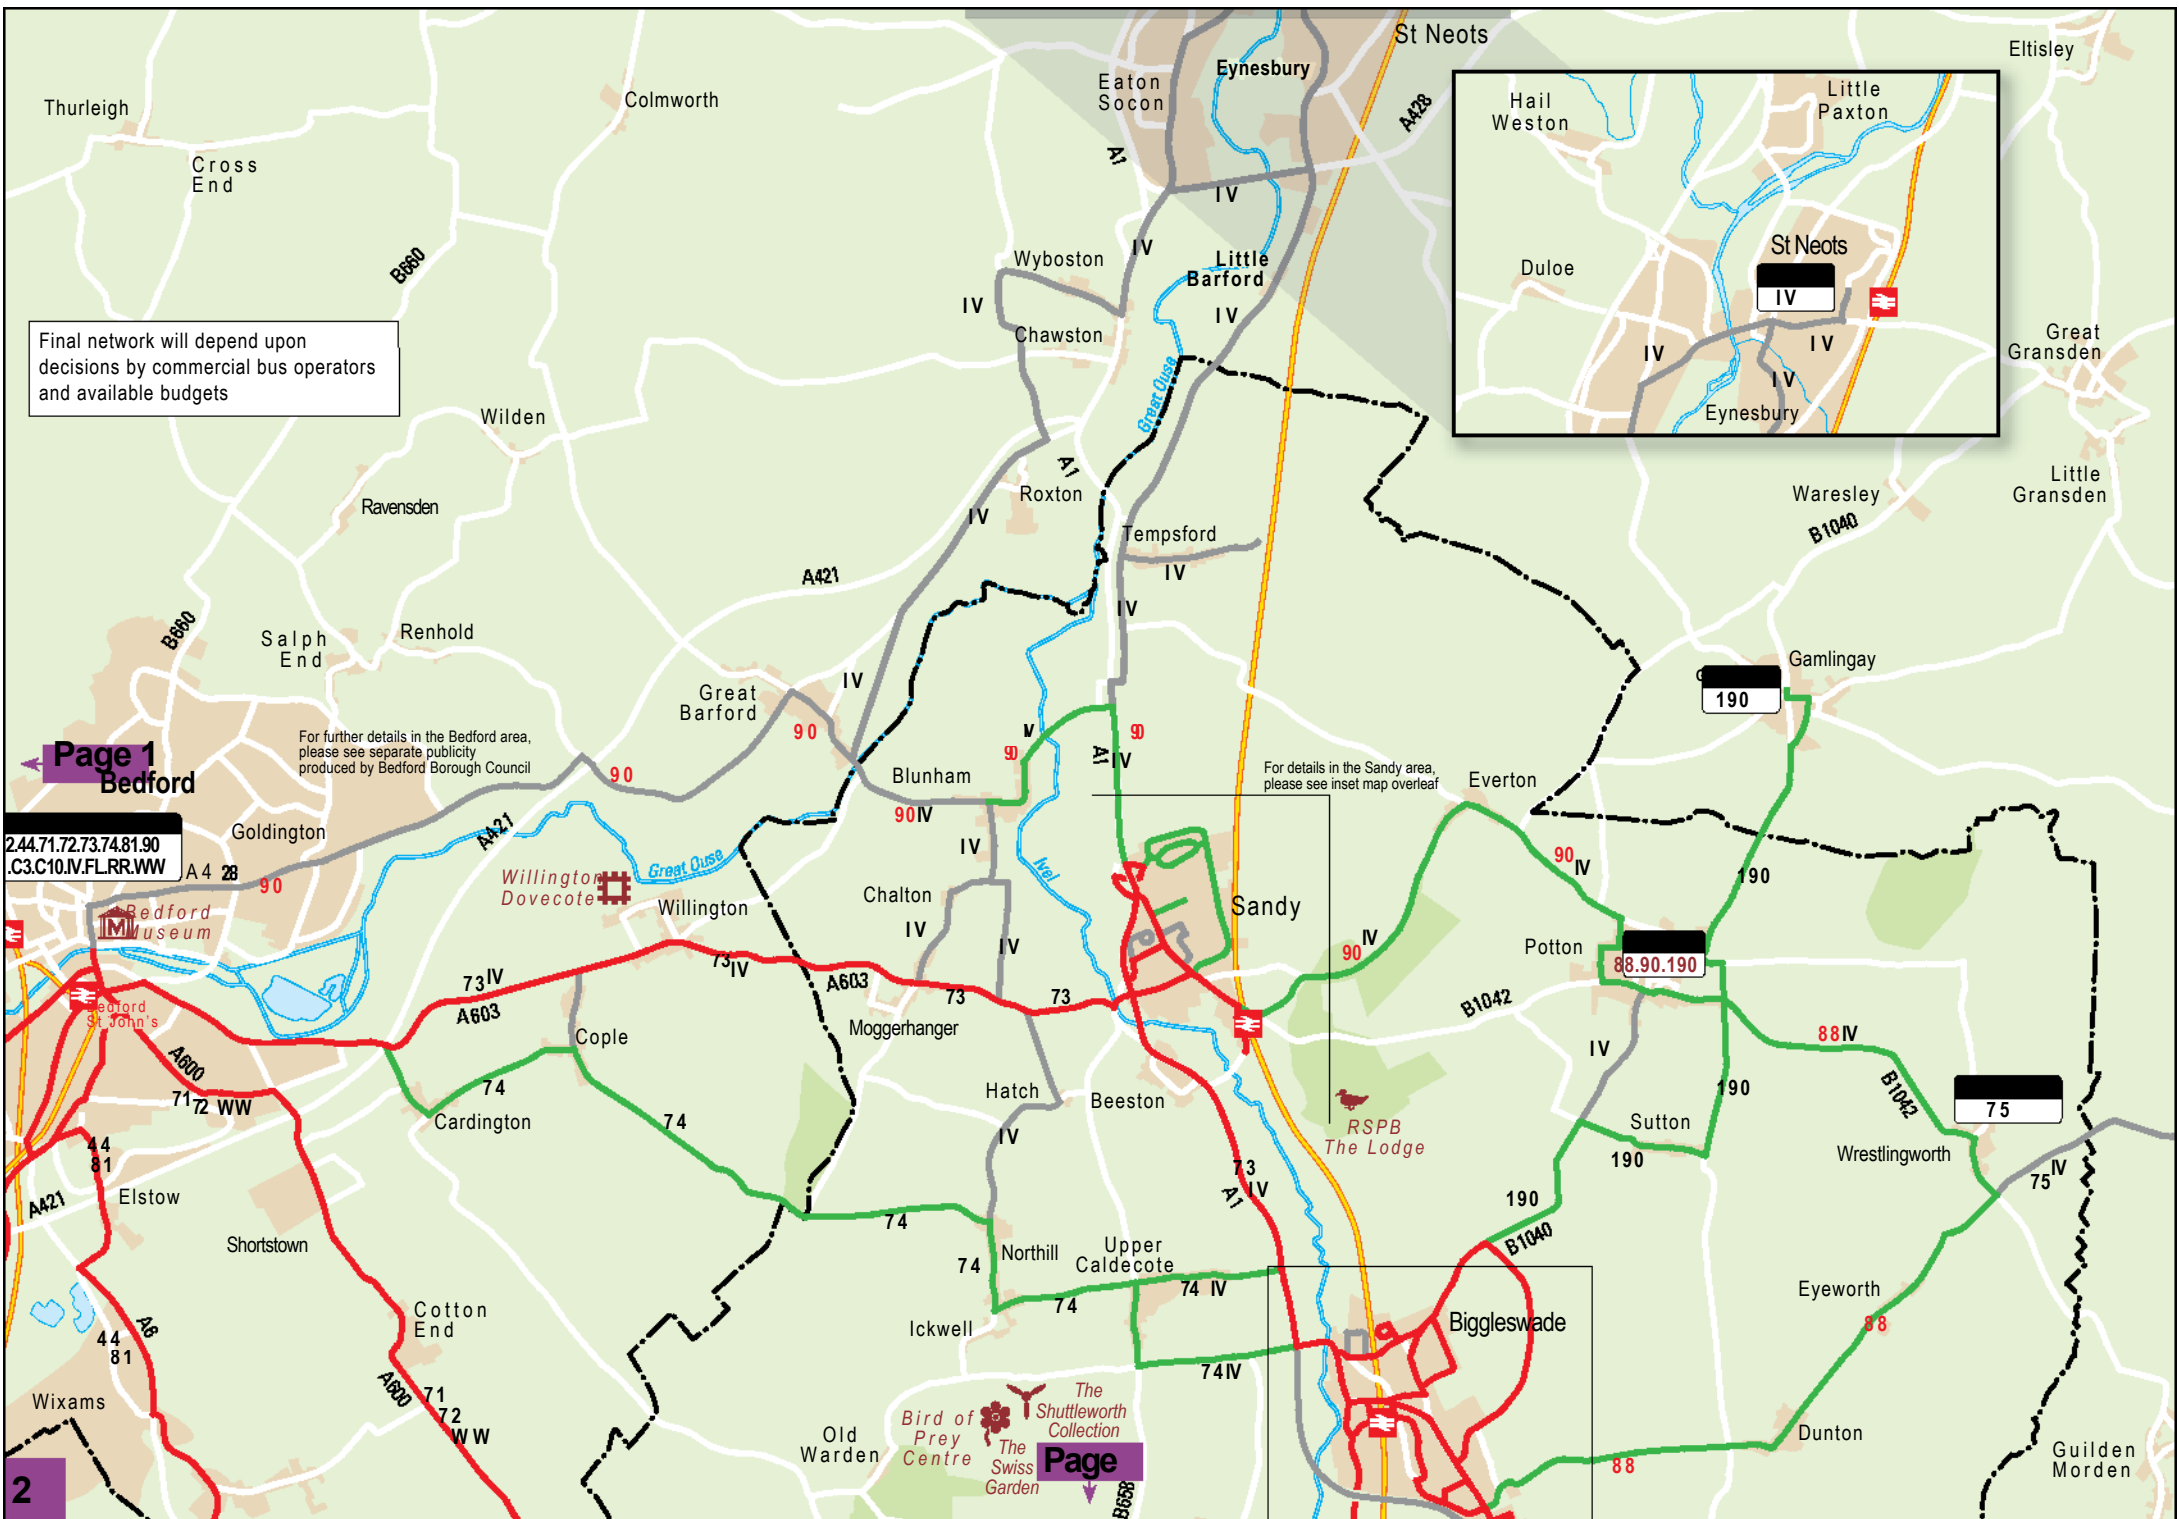 St Neots
Eltisley
Eynesbury
Eaton
Socon
A428
A1
Thurleigh
Colmworth
Cross
End
Hail
Weston
Little
Paxton
St Neots
IV
Duloe
IV
IV
IV
Eynesbury
Great
Gransden
Little
Gransden
Waresley
B1040
IV
IV
Wyboston
Little
Barford
IV
IV
Chawston
B660
Final network will depend upon
decisions by commercial bus operators
and available budgets
Great Ouse
Wilden
A1
Roxton
Ravensden
IV
Tempsford
IV
A421
IV
B660
Salph
End
Renhold
Gamlingay
G
190
Great
Barford
IV
90
IV
90
90
A1
IV
For further details in the Bedford area,
please see separate publicity
produced by Bedford Borough Council
Page 1
Bedford
90
Blunham
90 IV
For details in the Sandy area,
please see inset map overleaf
Everton
2.44.71.72.73.74.81.90
.C3.C10.IV.FL.RR.WW
Goldington
A428
90
A421
Great Ouse
IV
Ivel
90 IV
190
Willington
Dovecote
Willington
Chalton
IV
IV
Sandy
Bedford
Museum
M
90 IV
Potton
88.90.190
73 IV
A603
73 IV
A603
73
73
B1042
Bedford
St John's
Moggerhanger
Cople
A600
71 72 WW
74
Cardington
74
IV
88 IV
B1042
190
75
Hatch
Beeston
IV
RSPB
The Lodge
Sutton
190
Wrestlingworth
75 IV
44
81
Elstow
A421
73
IV
A1
190
B1040
74
Shortstown
Northill
74
Upper
Caldecote
74 IV
74
Eyeworth
88
Cotton
End
Ickwell
Biggleswade
A6
44
81
74 IV
A600
71
72
WW
Wixams
The
Shuttleworth
Collection
Bird of
Prey
Centre
The
Swiss
Garden
Old
Warden
Page
B658
Dunton
88
Guilden
Morden
2